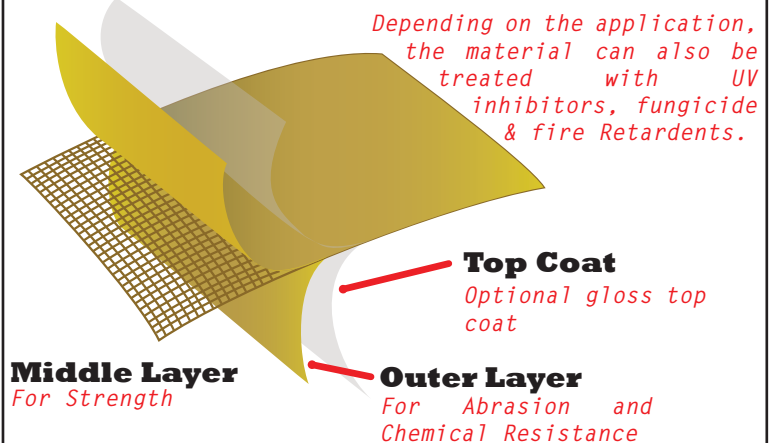 Depending on the application,
the material can also be
treated with UV
inhibitors, fungicide
& fire Retardents.
Top Coat
Optional gloss top
coat
Middle Layer
For Strength
Outer Layer
For Abrasion and
Chemical Resistance